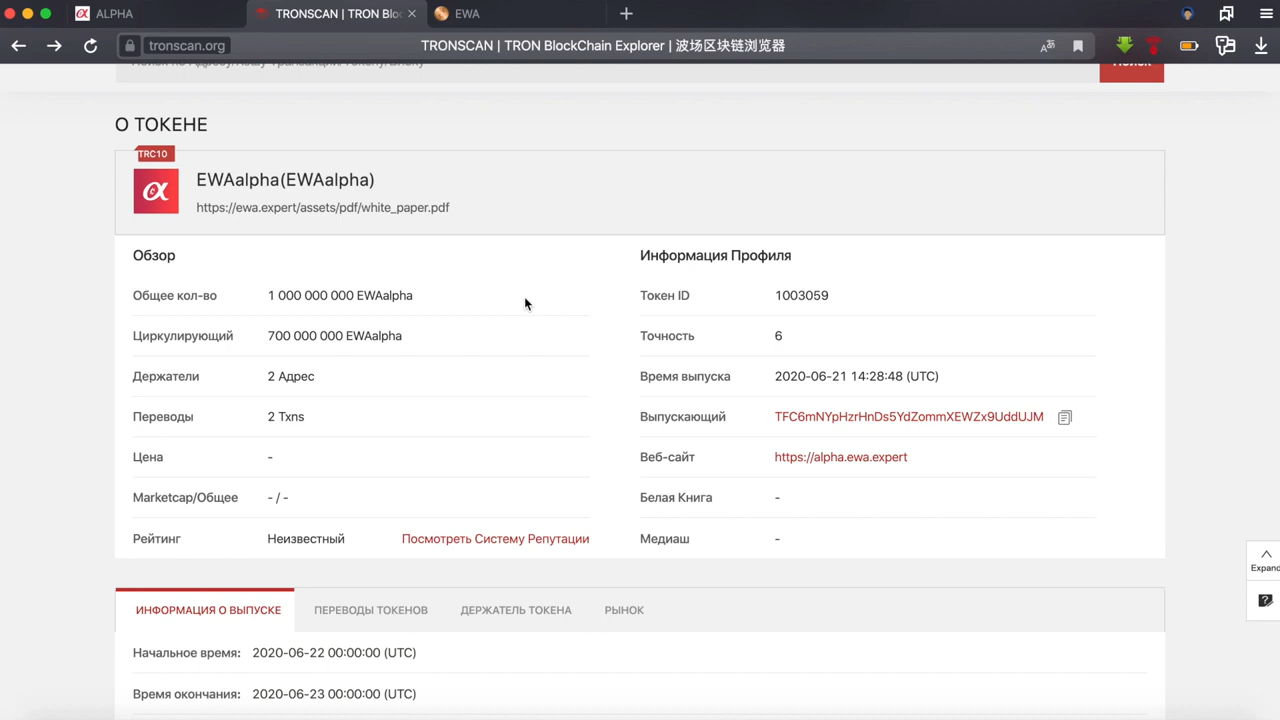 ALPHA
TRONSCAN | TRON Blo
EWA
tronscan.org
TRONSCAN | TRON BlockChain Explorer | 波场区块链浏览器
О ТОКЕНЕ
TRC10
EWAalpha(EWAalpha)
https://ewa.expert/assets/pdf/white_paper.pdf
Обзор
Информация Профиля
Общее кол-во 1 000 000 000 EWAalpha
Токен ID 1003059
Циркулирующий 700 000 000 EWAalpha
Точность 6
Держатели 2 Адрес
Время выпуска 2020-06-21 14:28:48 (UTC)
Переводы 2 Txns
Выпускающий TFC6mNYpHzrHnDs5YdZommXEWZx9UddUJM
Цена -
Веб-сайт https://alpha.ewa.expert
Marketcap/Общее - / -
Белая Книга -
Рейтинг Неизвестный Посмотреть Систему Репутации
Медиаш -
Expand
ИНФОРМАЦИЯ О ВЫПУСКЕ ПЕРЕВОДЫ ТОКЕНОВ ДЕРЖАТЕЛЬ ТОКЕНА РЫНОК
Начальное время: 2020-06-22 00:00:00 (UTC)
Время окончания: 2020-06-23 00:00:00 (UTC)